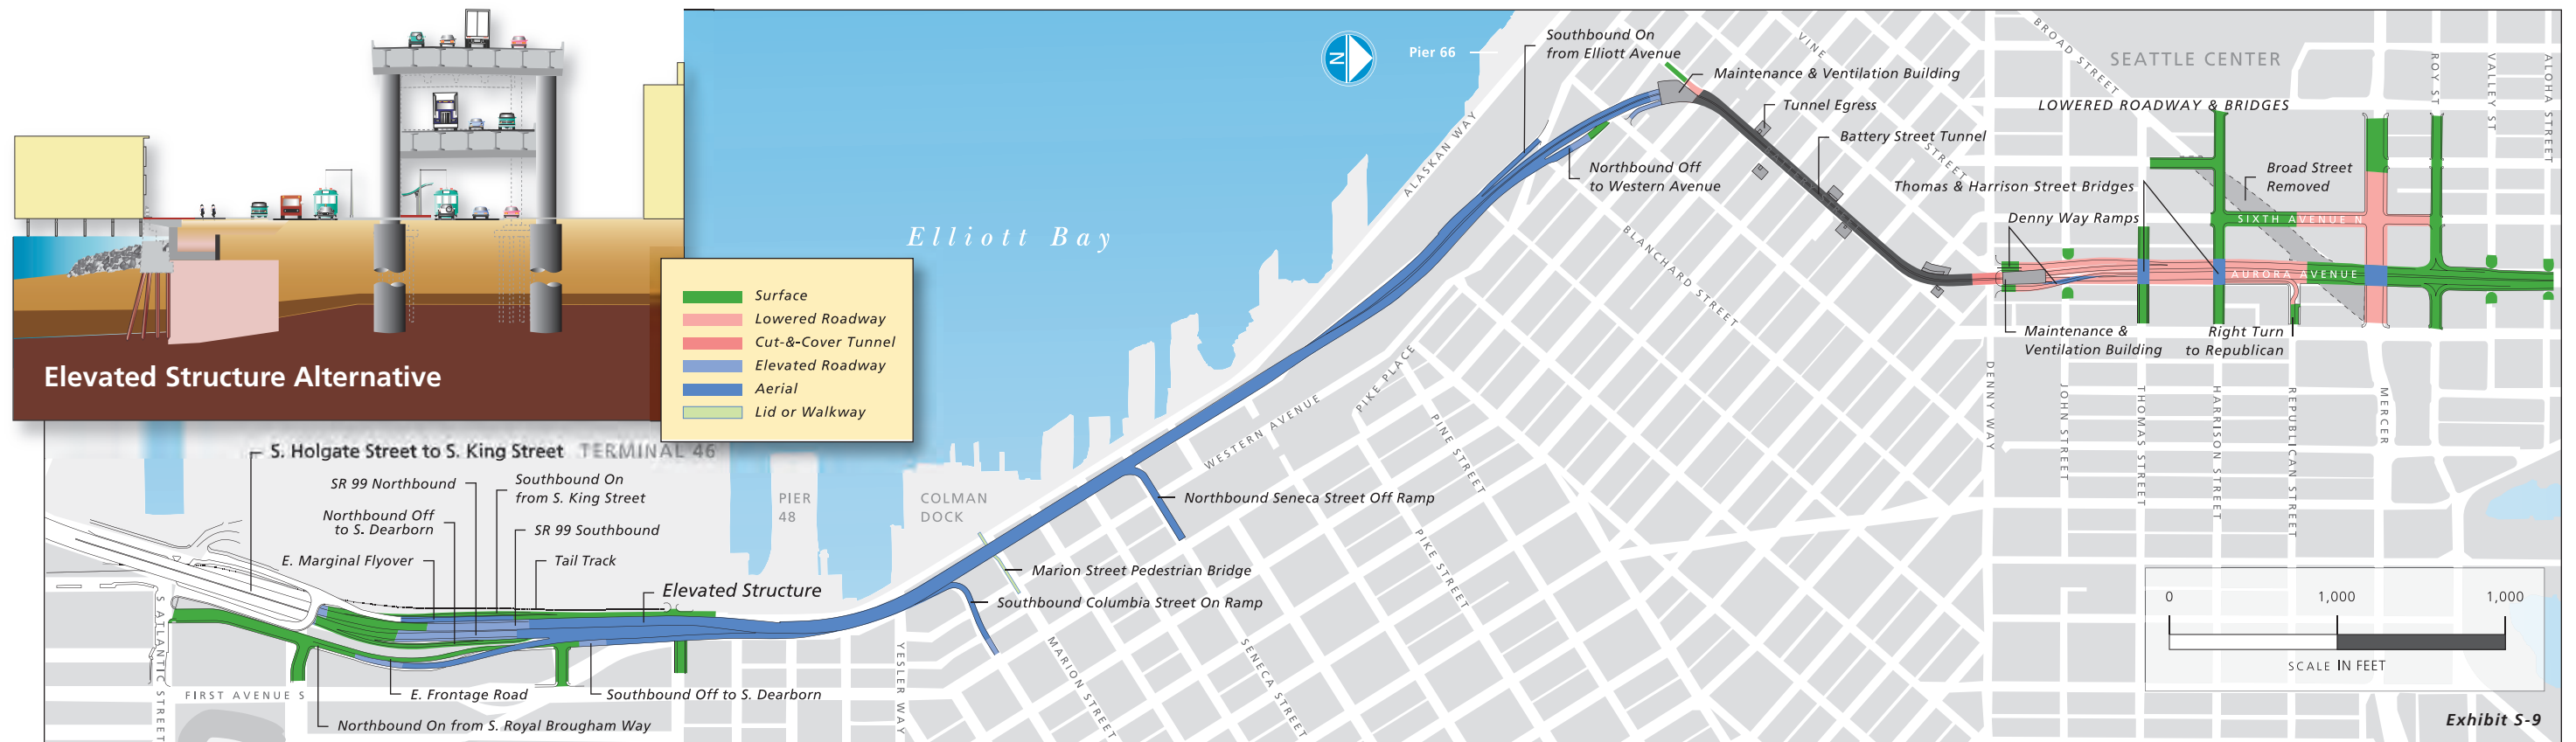 Elevated Structure Alternative
Surface
Lowered Roadway
Cut-&-Cover Tunnel
Elevated Roadway
Aerial
Lid or Walkway
Elliott Bay
N
Pier 66
Southbound On
from Elliott Avenue
Maintenance & Ventilation Building
Tunnel Egress
Battery Street Tunnel
Northbound Off
to Western Avenue
ALASKAN WAY
VINE
STREET
BROAD STREET
BLANCHARD STREET
SEATTLE CENTER
LOWERED ROADWAY & BRIDGES
Thomas & Harrison Street Bridges
Denny Way Ramps
Broad Street
Removed
SIXTH AVENUE N
AURORA AVENUE
ROY ST
VALLEY ST
ALOHA STREET
Maintenance &
Ventilation Building
Right Turn
to Republican
DENNY WAY
JOHN STREET
THOMAS STREET
HARRISON STREET
REPUBLICAN STREET
MERCER
S. Holgate Street to S. King Street
TERMINAL 46
SR 99 Northbound
Southbound On
from S. King Street
Northbound Off
to S. Dearborn
SR 99 Southbound
E. Marginal Flyover
Tail Track
Elevated Structure
PIER
48
COLMAN
DOCK
WESTERN AVENUE
PIKE PLACE
PINE STREET
PIKE STREET
Northbound Seneca Street Off Ramp
Marion Street Pedestrian Bridge
Southbound Columbia Street On Ramp
YESLER WAY
MARION STREET
SENECA STREET
S ATLANTIC STREET
FIRST AVENUE S
E. Frontage Road
Southbound Off to S. Dearborn
Northbound On from S. Royal Brougham Way
0
1,000
1,000
SCALE IN FEET
Exhibit S-9